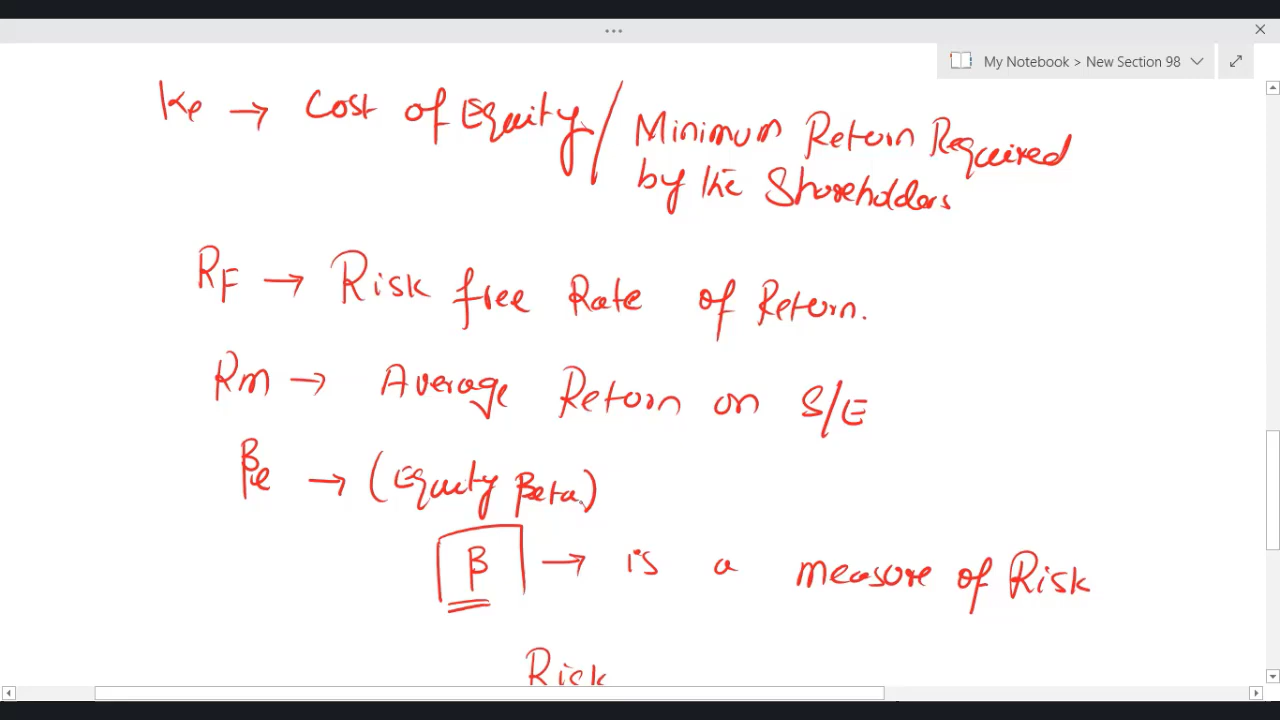 My Notebook > New Section 98
Ke → Cost of Equity / Minimum Return Required
by the Shareholders
RF → Risk free Rate of Return.
Rm → Average Return on S/E
βe → (Equity Beta)
β → is a measure of Risk
Risk